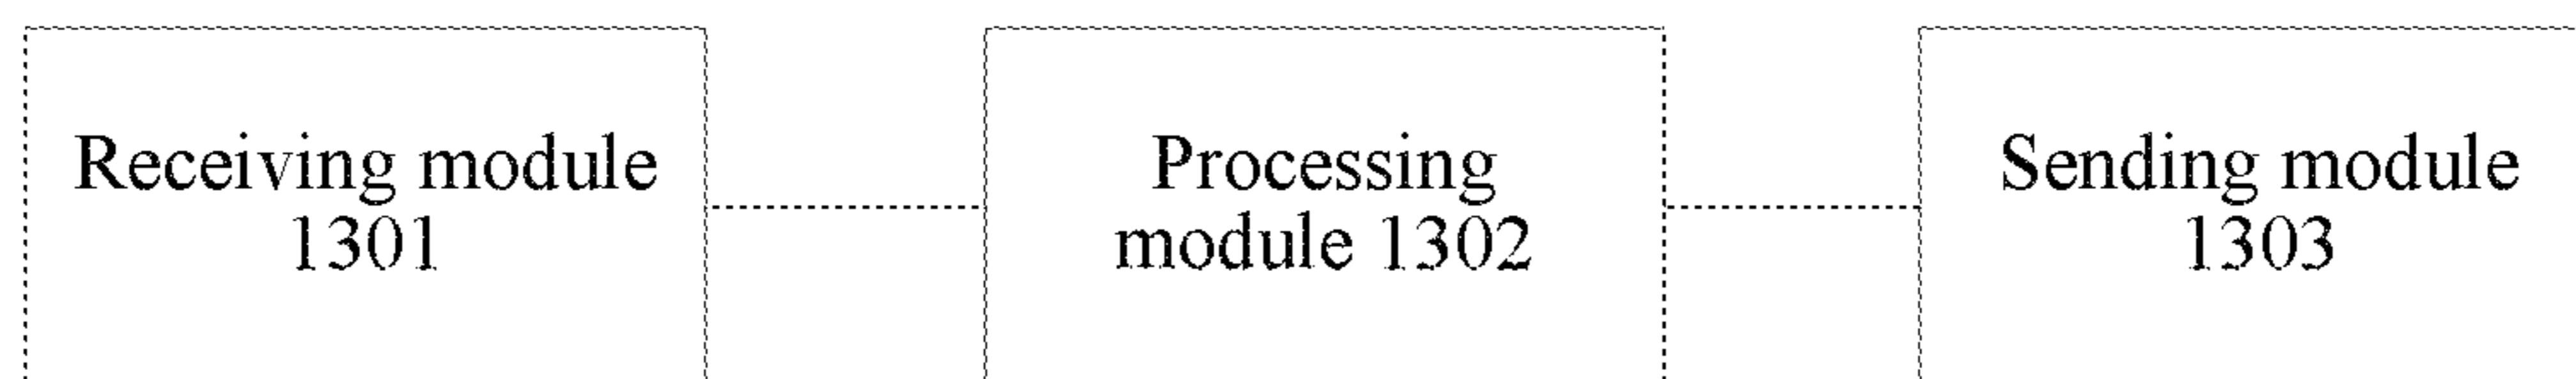 Receiving module
1301
Processing
module 1302
Sending module
1303